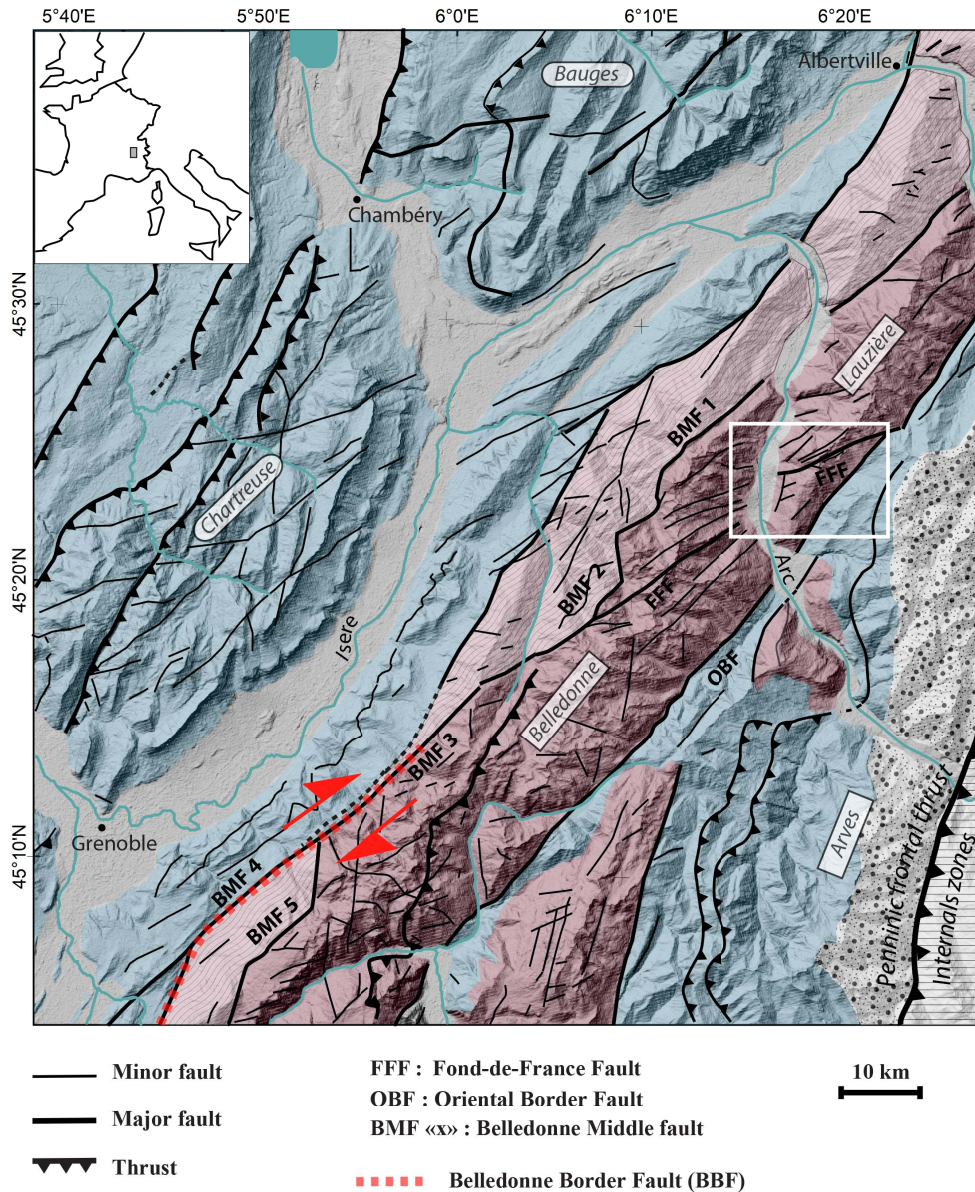 5°40'E 5°50'E 6°0'E 6°10'E 6°20'E
Bauges
Albertville
Chambéry
45°30'N
Lauzière
BMF 1
Chartreuse
FFF
45°20'N
BMF 2
FFF
Arc
Isere
Belledonne
OBF
BMF 3
Grenoble
45°10'N
BMF 4
BMF 5
Arves
Penninic frontal thrust
Internals zones
Minor fault
Major fault
Thrust
FFF : Fond-de-France Fault
OBF : Oriental Border Fault
BMF «x» : Belledonne Middle fault
Belledonne Border Fault (BBF)
10 km